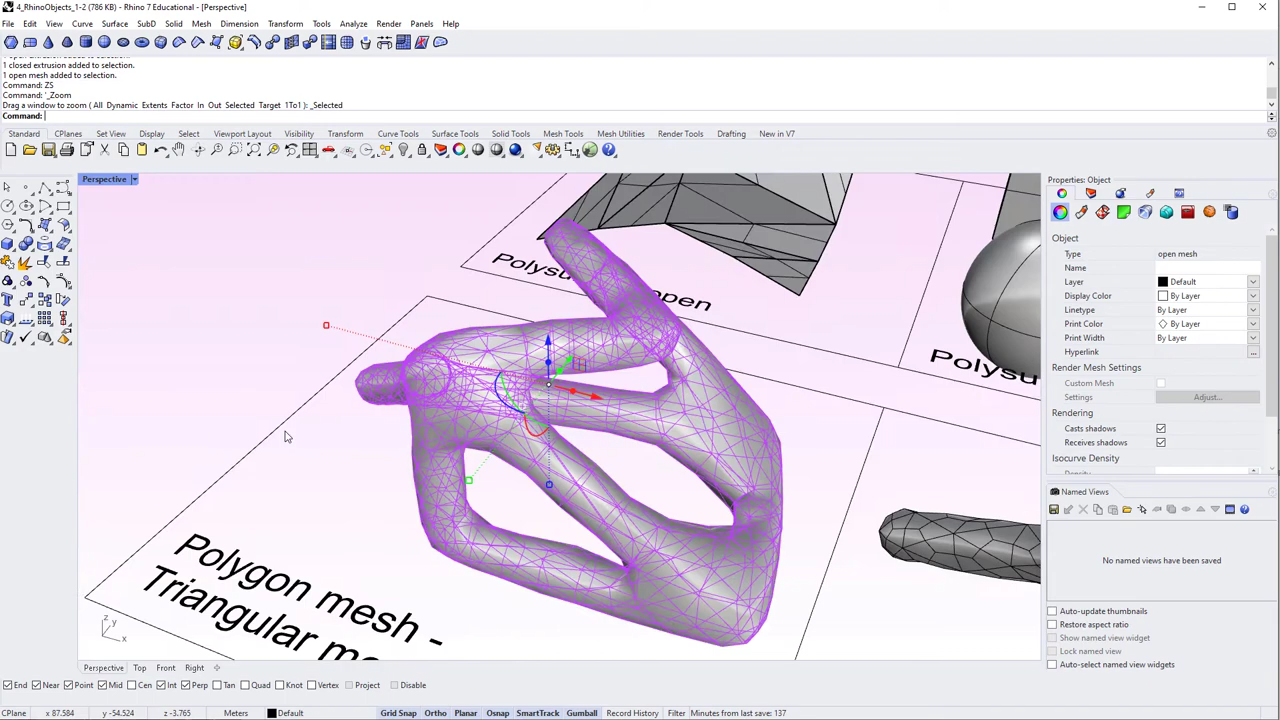 4_RhinoObjects_1-2 (786 KB) - Rhino 7 Educational - [Perspective]
File Edit View Curve Surface SubD Solid Mesh Dimension Transform Tools Analyze Render Panels Help
1 closed extrusion added to selection.
1 open mesh added to selection.
Command: ZS
Command: '_Zoom
Drag a window to zoom ( All Dynamic Extents Factor In Out Selected Target 1To1 ): _Selected
Command:
Standard CPlanes Set View Display Select Viewport Layout Visibility Transform Curve Tools Surface Tools Solid Tools Mesh Tools Mesh Utilities Render Tools Drafting New in V7
Perspective
Polysu
open
Polysu
Polygon mesh -
Triangular me
z
y
x
Properties: Object
Object
Type open mesh
Name
Layer Default
Display Color By Layer
Linetype By Layer
Print Color By Layer
Print Width By Layer
Hyperlink ...
Render Mesh Settings
Custom Mesh
Settings Adjust...
Rendering
Casts shadows
Receives shadows
Isocurve Density
Named Views
No named views have been saved
Auto-update thumbnails
Restore aspect ratio
Show named view widget
Lock named view
Auto-select named view widgets
Perspective Top Front Right
End Near Point Mid Cen Int Perp Tan Quad Knot Vertex Project Disable
CPlane x 87.584 y -54.524 z -3.765 Meters Default Grid Snap Ortho Planar Osnap SmartTrack Gumball Record History Filter Minutes from last save: 137